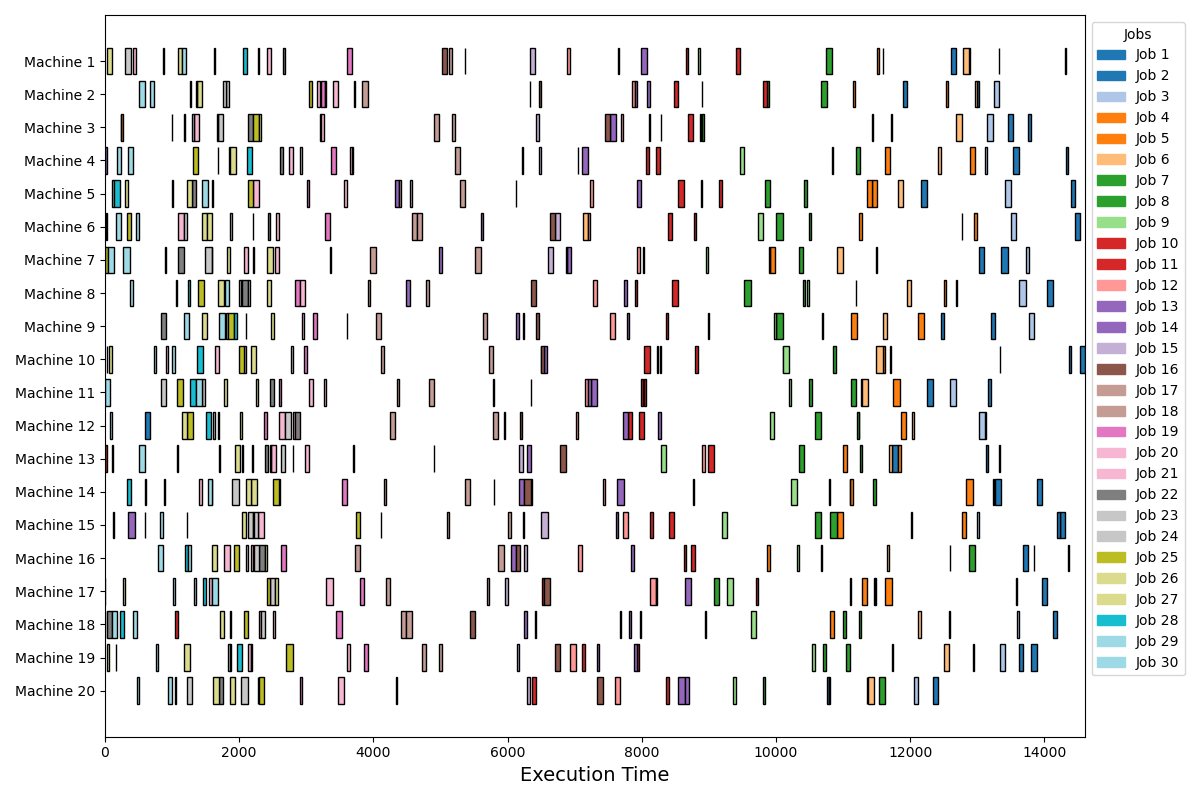 Machine 1
Machine 2
Machine 3
Machine 4
Machine 5
Machine 6
Machine 7
Machine 8
Machine 9
Machine 10
Machine 11
Machine 12
Machine 13
Machine 14
Machine 15
Machine 16
Machine 17
Machine 18
Machine 19
Machine 20
0 2000 4000 6000 8000 10000 12000 14000
Execution Time
Jobs
Job 1
Job 2
Job 3
Job 4
Job 5
Job 6
Job 7
Job 8
Job 9
Job 10
Job 11
Job 12
Job 13
Job 14
Job 15
Job 16
Job 17
Job 18
Job 19
Job 20
Job 21
Job 22
Job 23
Job 24
Job 25
Job 26
Job 27
Job 28
Job 29
Job 30